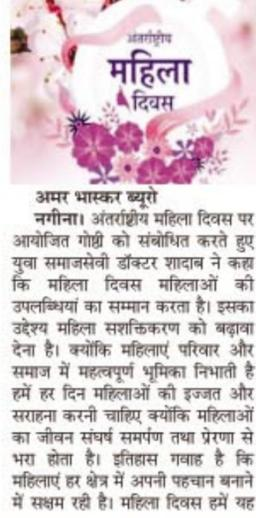 अंतर्राष्ट्रीय
महिला
दिवस
अमर भास्कर ब्यूरो
नगीना। अंतर्राष्ट्रीय महिला दिवस पर
आयोजित गोष्ठी को संबोधित करते हुए
युवा समाजसेवी डॉक्टर शादाब ने कहा
कि महिला दिवस महिलाओं की
उपलब्धियां का सम्मान करता है। इसका
उद्देश्य महिला सशक्तिकरण को बढ़ावा
देना है। क्योंकि महिलाएं परिवार और
समाज में महत्वपूर्ण भूमिका निभाती है
हमें हर दिन महिलाओं की इज्जत और
सराहना करनी चाहिए क्योंकि महिलाओं
का जीवन संघर्ष समर्पण तथा प्रेरणा से
भरा होता है। इतिहास गवाह है कि
महिलाएं हर क्षेत्र में अपनी पहचान बनाने
में सक्षम रही है। महिला दिवस हमें यह